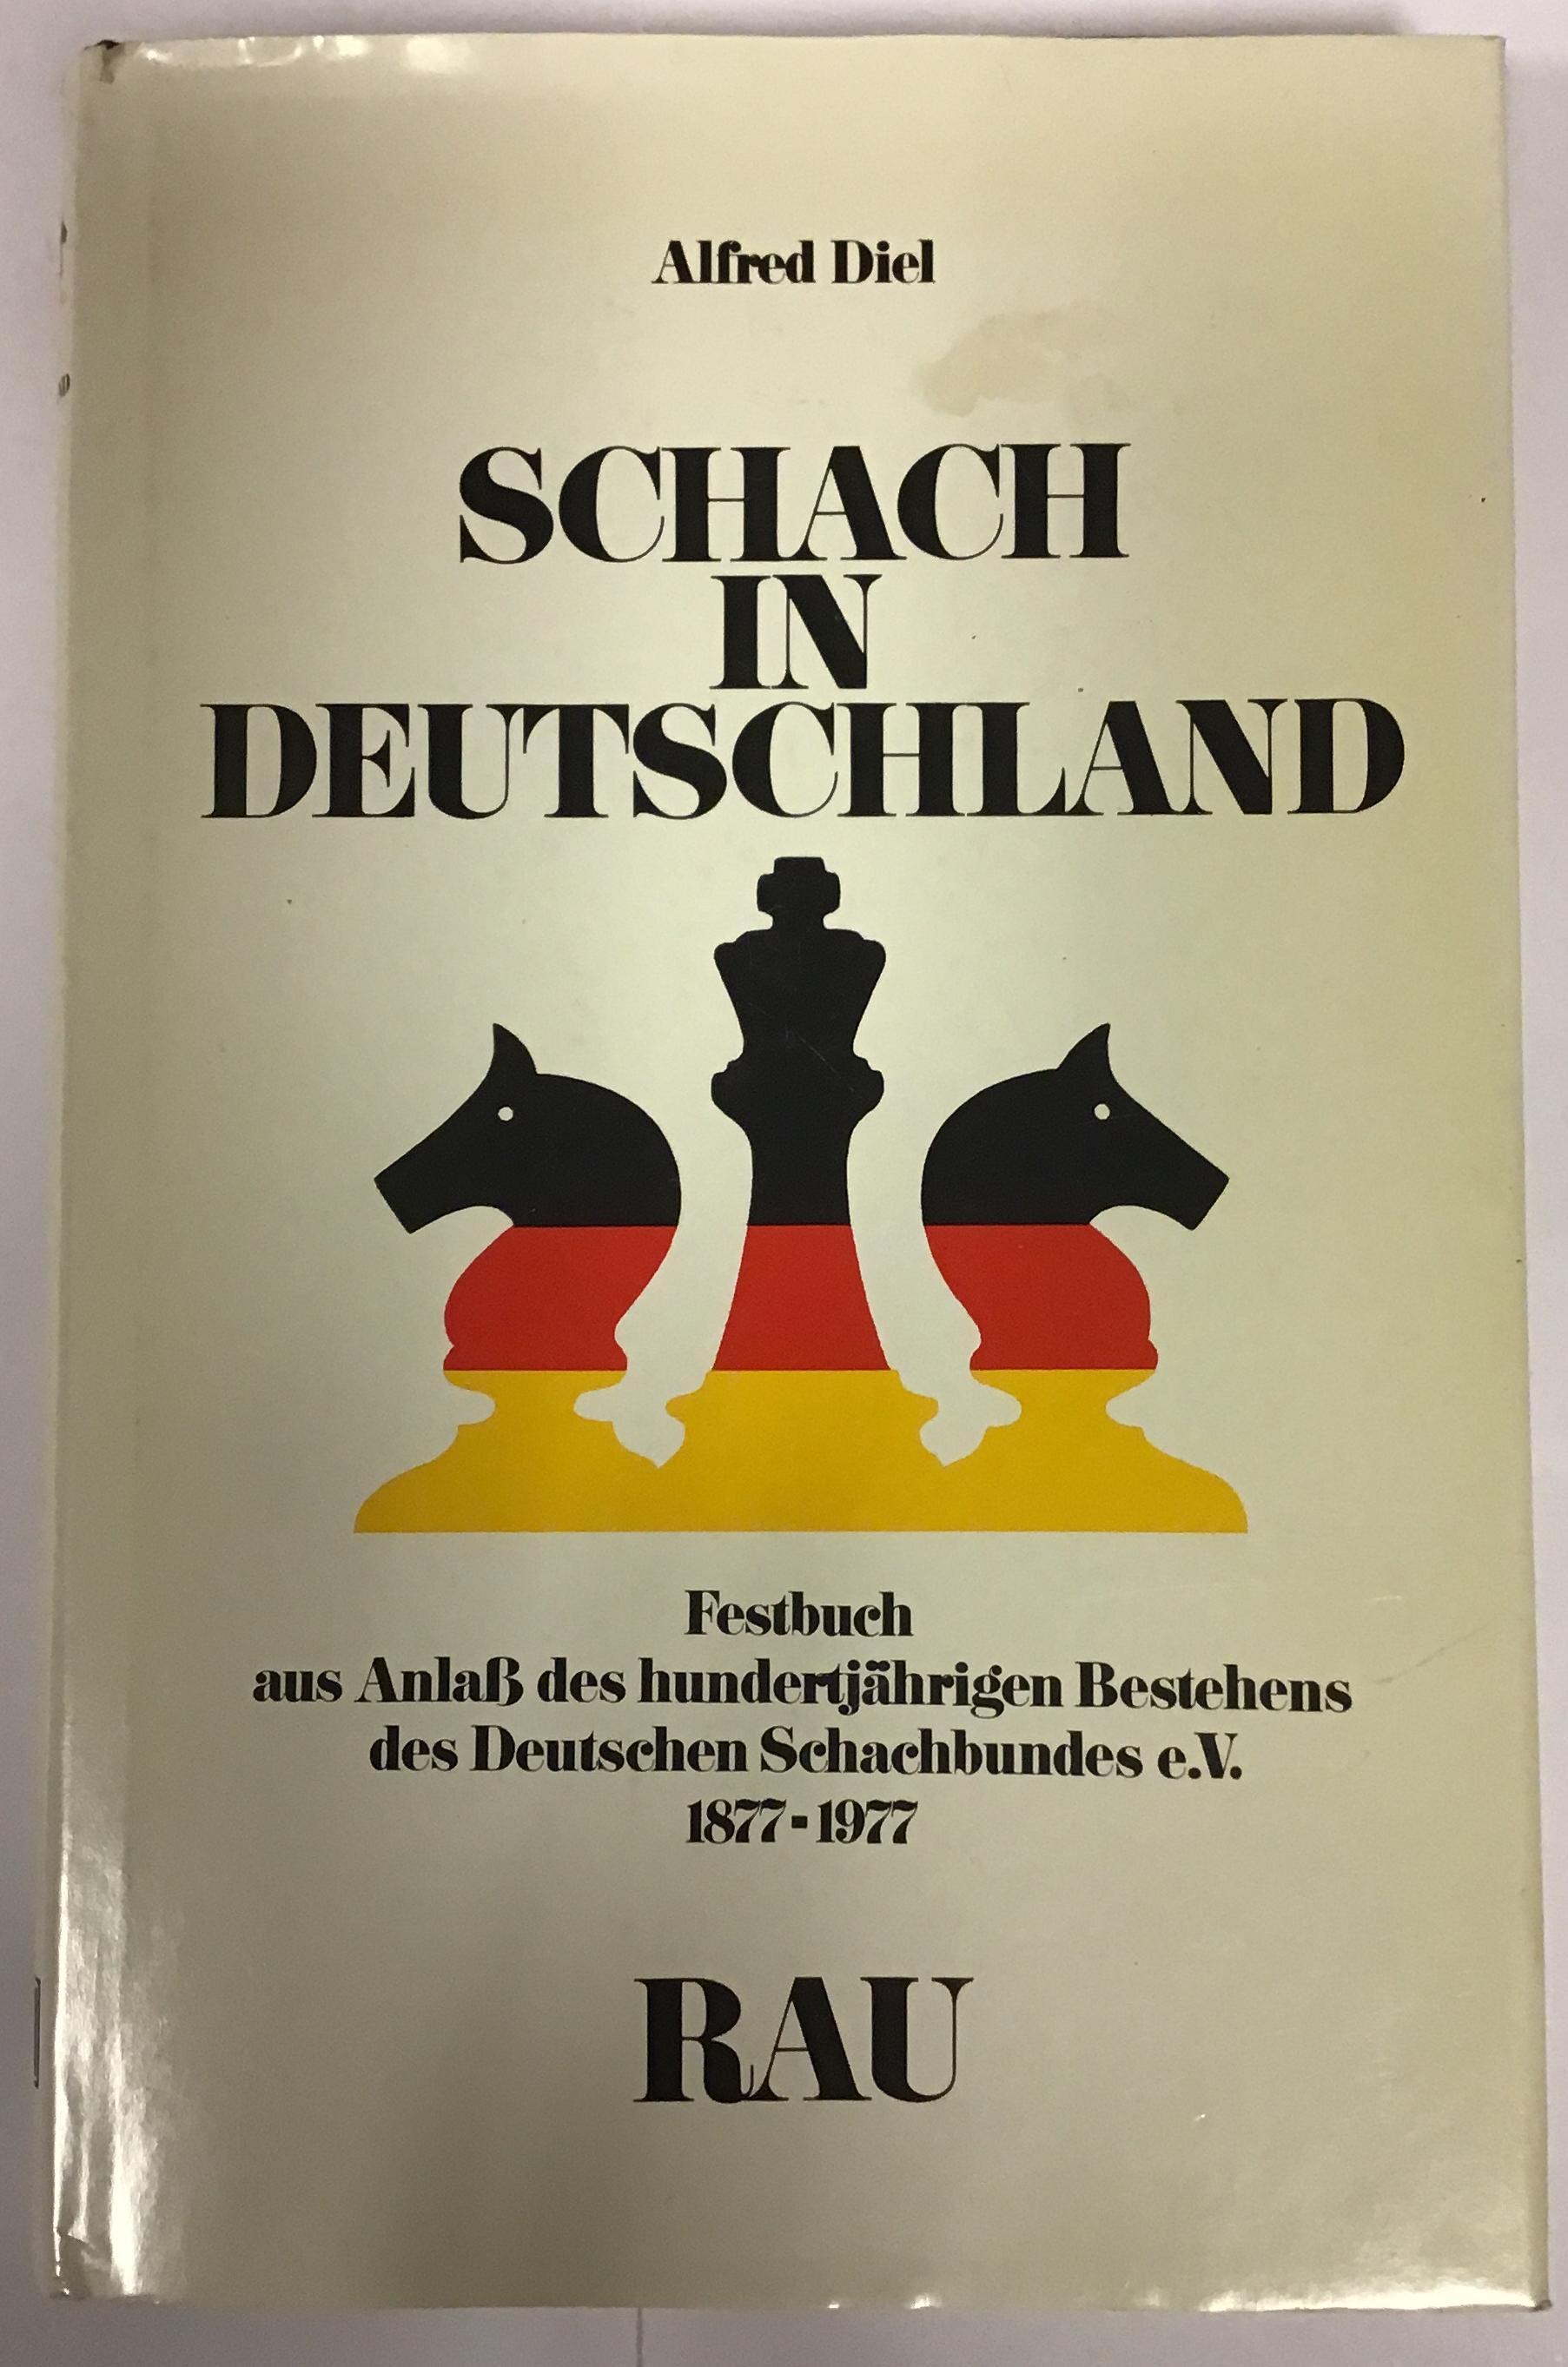 Alfred Diel
SCHACH
IN
DEUTSCHLAND
Festbuch
aus Anlaß des hundertjährigen Bestehens
des Deutschen Schachbundes e.V.
1877-1977
RAU